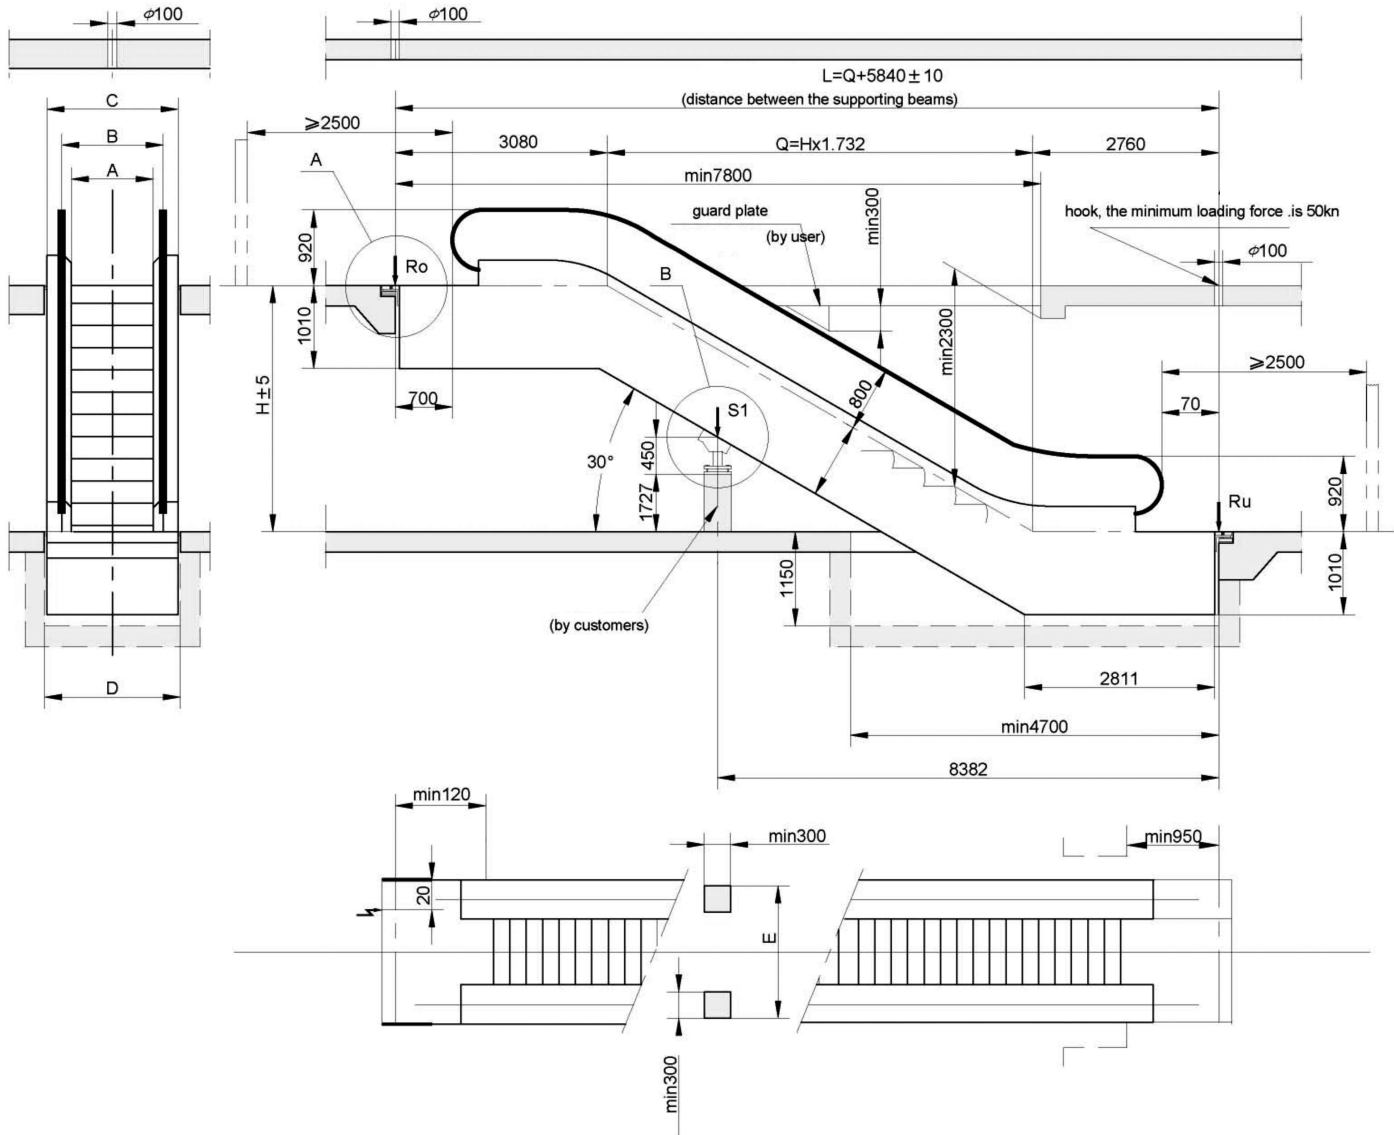 ϕ100
ϕ100
L=Q+5840±10
(distance between the supporting beams)
C
B
A
⩾2500
3080
Q=Hx1.732
2760
A
min7800
guard plate
(by user)
min300
hook, the minimum loading force .is 50kn
920
Ro
B
ϕ100
1010
min2300
⩾2500
H±5
700
800
70
S1
30°
450
1727
920
Ru
1150
1010
(by customers)
D
2811
min4700
8382
min120
min300
min950
20
E
min300